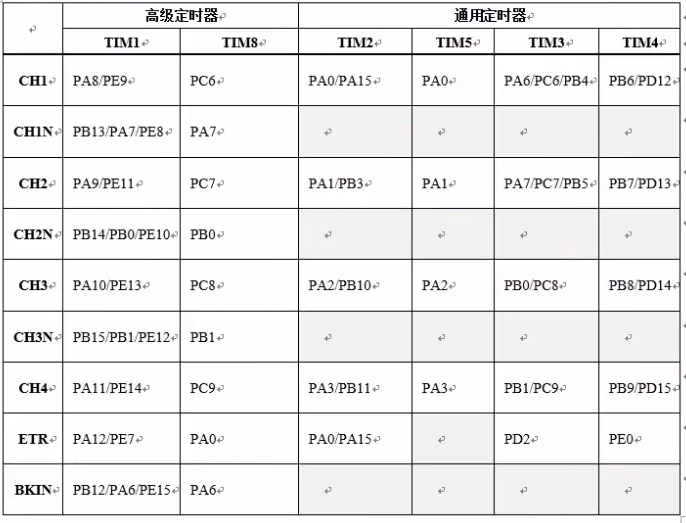 高级定时器 通用定时器
TIM1 TIM8 TIM2 TIM5 TIM3 TIM4
CH1 PA8/PE9 PC6 PA0/PA15 PA0 PA6/PC6/PB4 PB6/PD12
CH1N PB13/PA7/PE8 PA7
CH2 PA9/PE11 PC7 PA1/PB3 PA1 PA7/PC7/PB5 PB7/PD13
CH2N PB14/PB0/PE10 PB0
CH3 PA10/PE13 PC8 PA2/PB10 PA2 PB0/PC8 PB8/PD14
CH3N PB15/PB1/PE12 PB1
CH4 PA11/PE14 PC9 PA3/PB11 PA3 PB1/PC9 PB9/PD15
ETR PA12/PE7 PA0 PA0/PA15 PD2 PE0
BKIN PB12/PA6/PE15 PA6